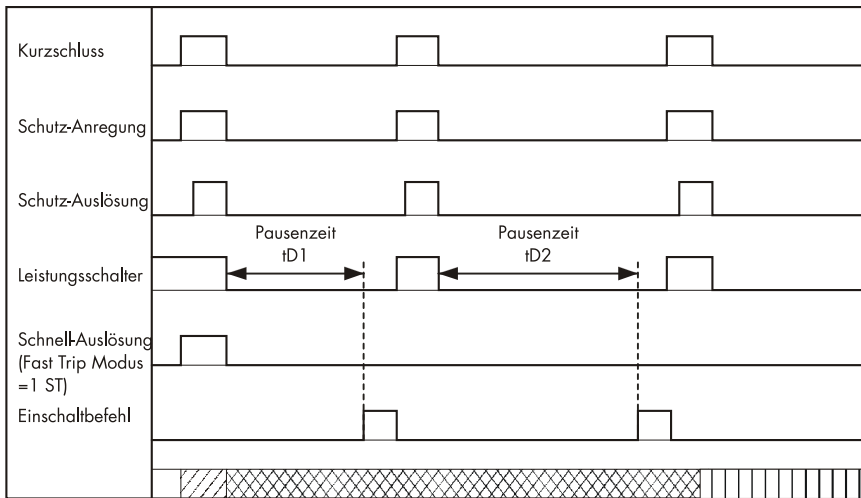 Kurzschluss
Schutz-Anregung
Schutz-Auslösung
Pausenzeit
tD1
Pausenzeit
tD2
Leistungsschalter
Schnell-Auslösung
(Fast Trip Modus
=1 ST)
Einschaltbefehl